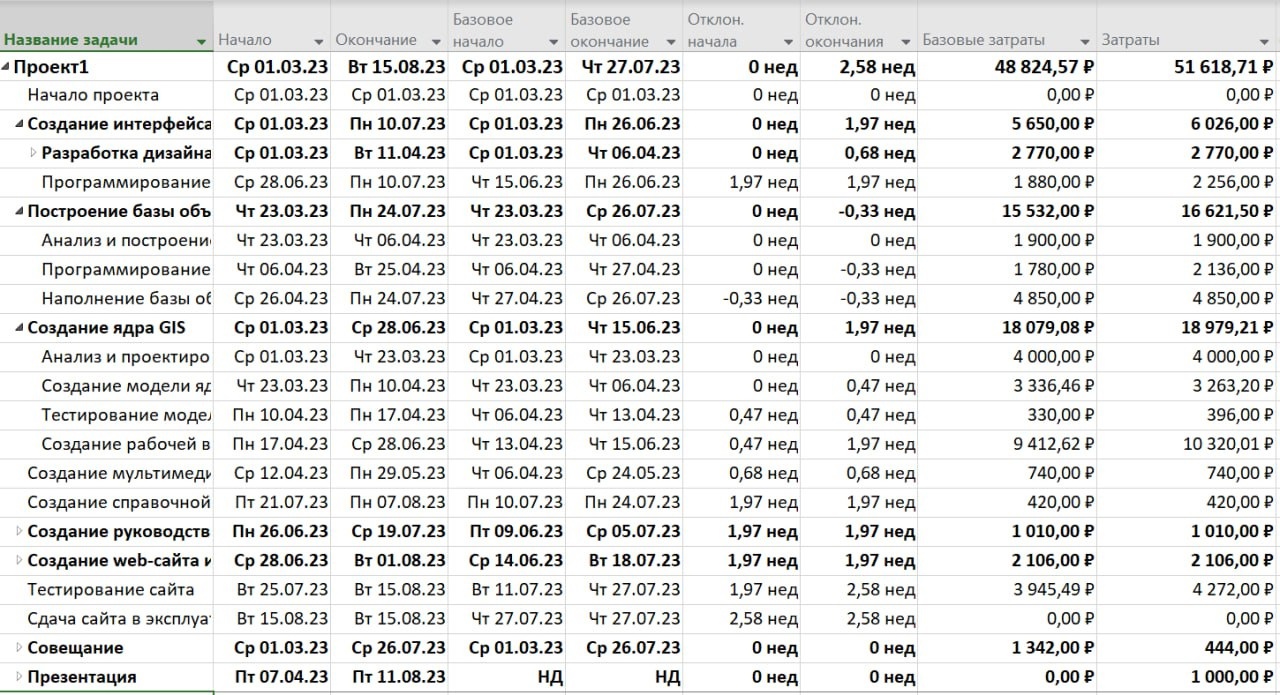 Название задачи Начало Окончание Базовое начало Базовое окончание Отклон. начала Отклон. окончания Базовые затраты Затраты
Проект1 Ср 01.03.23 Вт 15.08.23 Ср 01.03.23 Чт 27.07.23 0 нед 2,58 нед 48 824,57 ₽ 51 618,71 ₽
Начало проекта Ср 01.03.23 Ср 01.03.23 Ср 01.03.23 Ср 01.03.23 0 нед 0 нед 0,00 ₽ 0,00 ₽
Создание интерфейса Ср 01.03.23 Пн 10.07.23 Ср 01.03.23 Пн 26.06.23 0 нед 1,97 нед 5 650,00 ₽ 6 026,00 ₽
Разработка дизайна Ср 01.03.23 Вт 11.04.23 Ср 01.03.23 Чт 06.04.23 0 нед 0,68 нед 2 770,00 ₽ 2 770,00 ₽
Программирование Ср 28.06.23 Пн 10.07.23 Чт 15.06.23 Пн 26.06.23 1,97 нед 1,97 нед 1 880,00 ₽ 2 256,00 ₽
Построение базы объ Чт 23.03.23 Пн 24.07.23 Чт 23.03.23 Ср 26.07.23 0 нед -0,33 нед 15 532,00 ₽ 16 621,50 ₽
Анализ и построени Чт 23.03.23 Чт 06.04.23 Чт 23.03.23 Чт 06.04.23 0 нед 0 нед 1 900,00 ₽ 1 900,00 ₽
Программирование Чт 06.04.23 Вт 25.04.23 Чт 06.04.23 Чт 27.04.23 0 нед -0,33 нед 1 780,00 ₽ 2 136,00 ₽
Наполнение базы об Ср 26.04.23 Пн 24.07.23 Чт 27.04.23 Ср 26.07.23 -0,33 нед -0,33 нед 4 850,00 ₽ 4 850,00 ₽
Создание ядра GIS Ср 01.03.23 Ср 28.06.23 Ср 01.03.23 Чт 15.06.23 0 нед 1,97 нед 18 079,08 ₽ 18 979,21 ₽
Анализ и проектиро Ср 01.03.23 Чт 23.03.23 Ср 01.03.23 Чт 23.03.23 0 нед 0 нед 4 000,00 ₽ 4 000,00 ₽
Создание модели яд Чт 23.03.23 Пн 10.04.23 Чт 23.03.23 Чт 06.04.23 0 нед 0,47 нед 3 336,46 ₽ 3 263,20 ₽
Тестирование модел Пн 10.04.23 Пн 17.04.23 Чт 06.04.23 Чт 13.04.23 0,47 нед 0,47 нед 330,00 ₽ 396,00 ₽
Создание рабочей в Пн 17.04.23 Ср 28.06.23 Чт 13.04.23 Чт 15.06.23 0,47 нед 1,97 нед 9 412,62 ₽ 10 320,01 ₽
Создание мультимеди Ср 12.04.23 Пн 29.05.23 Чт 06.04.23 Ср 24.05.23 0,68 нед 0,68 нед 740,00 ₽ 740,00 ₽
Создание справочной Пт 21.07.23 Пн 07.08.23 Пн 10.07.23 Пн 24.07.23 1,97 нед 1,97 нед 420,00 ₽ 420,00 ₽
Создание руководств Пн 26.06.23 Ср 19.07.23 Пт 09.06.23 Ср 05.07.23 1,97 нед 1,97 нед 1 010,00 ₽ 1 010,00 ₽
Создание web-сайта и Ср 28.06.23 Вт 01.08.23 Ср 14.06.23 Вт 18.07.23 1,97 нед 1,97 нед 2 106,00 ₽ 2 106,00 ₽
Тестирование сайта Вт 25.07.23 Вт 15.08.23 Вт 11.07.23 Чт 27.07.23 1,97 нед 2,58 нед 3 945,49 ₽ 4 272,00 ₽
Сдача сайта в эксплуат Вт 15.08.23 Вт 15.08.23 Чт 27.07.23 Чт 27.07.23 2,58 нед 2,58 нед 0,00 ₽ 0,00 ₽
Совещание Ср 01.03.23 Ср 26.07.23 Ср 01.03.23 Ср 26.07.23 0 нед 0 нед 1 342,00 ₽ 444,00 ₽
Презентация Пт 07.04.23 Пт 11.08.23 НД НД 0 нед 0 нед 0,00 ₽ 1 000,00 ₽